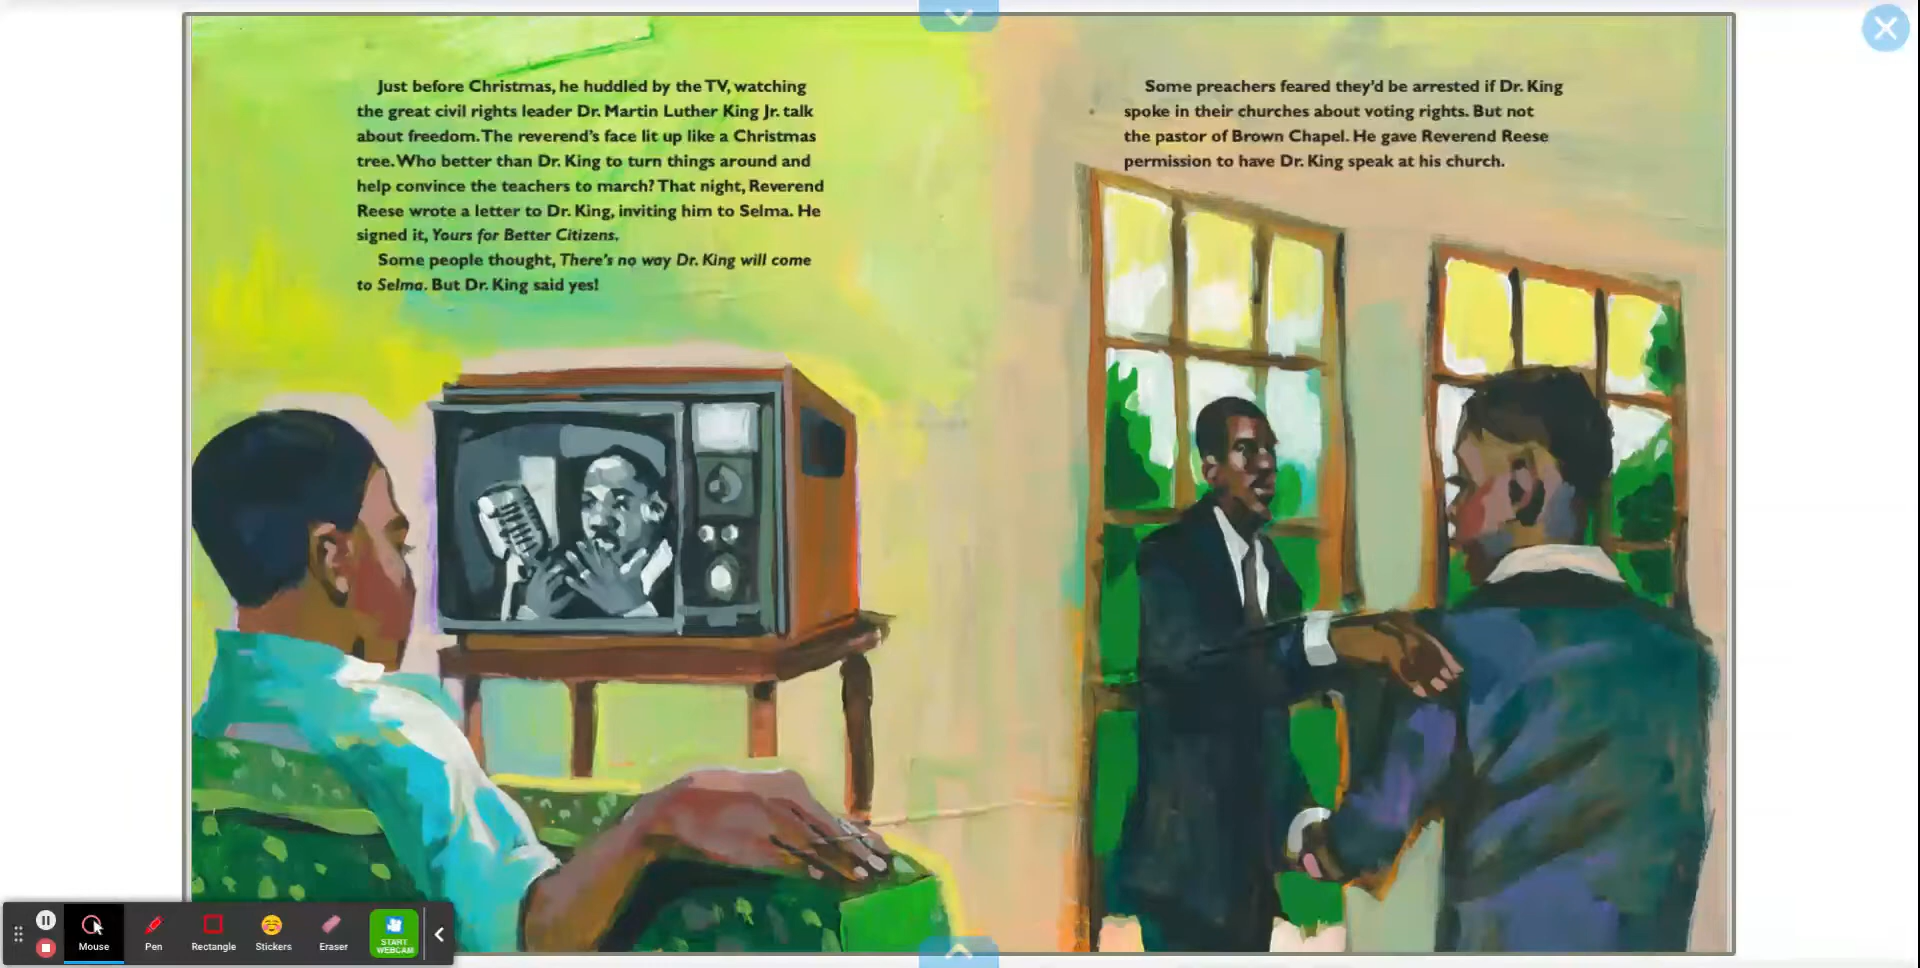 Just before Christmas, he huddled by the TV, watching
the great civil rights leader Dr. Martin Luther King Jr. talk
about freedom. The reverend's face lit up like a Christmas
tree. Who better than Dr. King to turn things around and
help convince the teachers to march? That night, Reverend
Reese wrote a letter to Dr. King, inviting him to Selma. He
signed it, Yours for Better Citizens.
Some people thought, There's no way Dr. King will come
to Selma. But Dr. King said yes!
Some preachers feared they'd be arrested if Dr. King
spoke in their churches about voting rights. But not
the pastor of Brown Chapel. He gave Reverend Reese
permission to have Dr. King speak at his church.
Mouse
Pen
Rectangle
Stickers
Eraser
START
WEBCAM